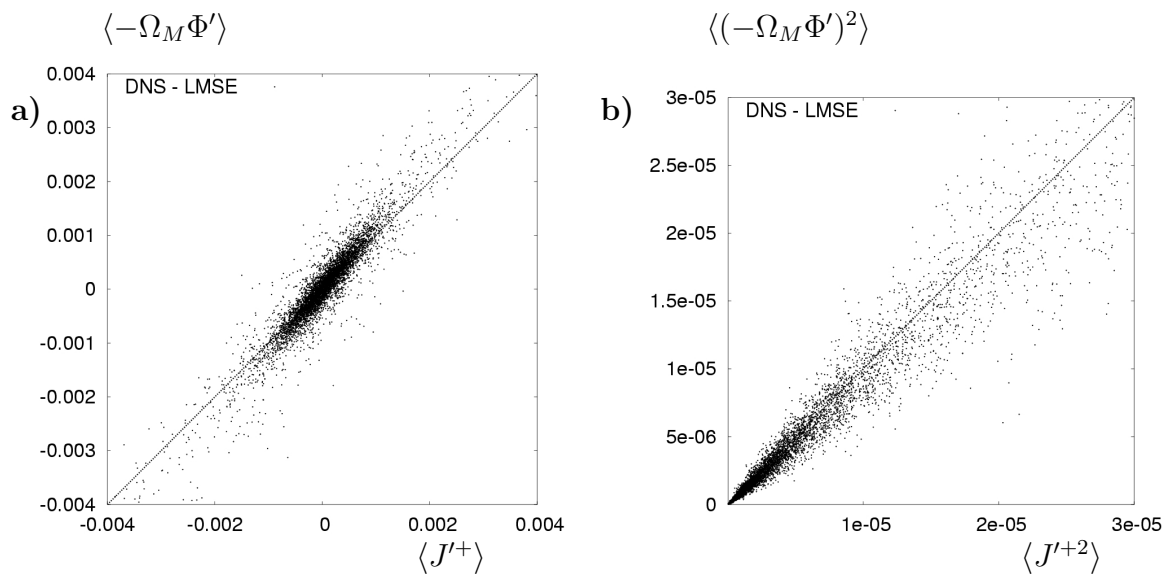 ⟨−Ω_MΦ′⟩
a)
DNS - LMSE
0.004
0.003
0.002
0.001
0
-0.001
-0.002
-0.003
-0.004
-0.004 -0.002 0 0.002 0.004
⟨J′⁺⟩
⟨(−Ω_MΦ′)²⟩
b)
DNS - LMSE
3e-05
2.5e-05
2e-05
1.5e-05
1e-05
5e-06
0
1e-05 2e-05 3e-05
⟨J′⁺²⟩